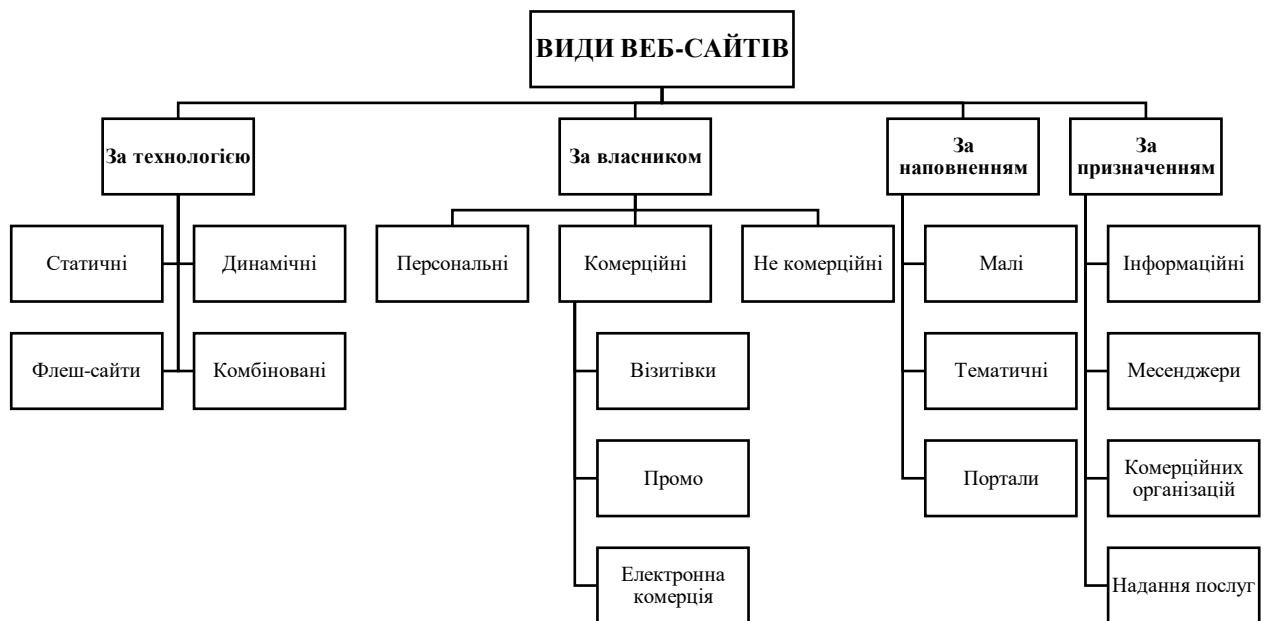 ВИДИ ВЕБ-САЙТІВ
За технологією
За власником
За
наповненням
За
призначенням
Статичні
Динамічні
Персональні
Комерційні
Не комерційні
Малі
Інформаційні
Флеш-сайти
Комбіновані
Візитівки
Тематичні
Месенджери
Промо
Портали
Комерційних
організацій
Електронна
комерція
Надання послуг